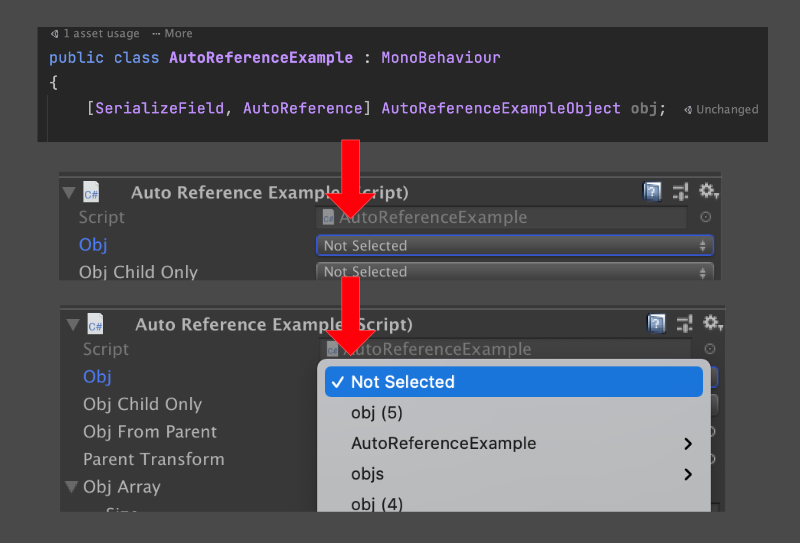 1 asset usage ··· More
public class AutoReferenceExample : MonoBehaviour
{
[SerializeField, AutoReference] AutoReferenceExampleObject obj; Unchanged
C# Auto Reference Example (Script)
Script AutoReferenceExample
Obj Not Selected
Obj Child Only Not Selected
C# Auto Reference Example (Script)
Script AutoReferenceExample
Obj ✓ Not Selected
Obj Child Only obj (5)
Obj From Parent AutoReferenceExample
Parent Transform objs
Obj Array obj (4)
Size